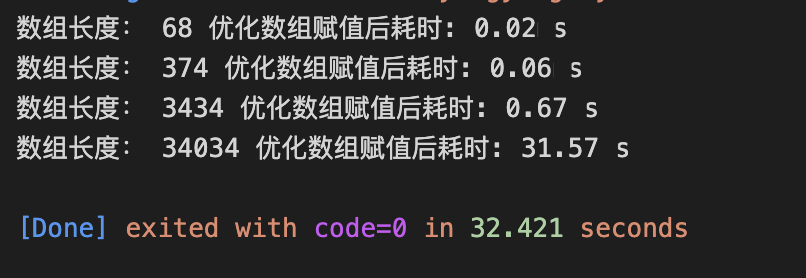 数组长度： 68 优化数组赋值后耗时: 0.02 s
数组长度： 374 优化数组赋值后耗时: 0.06 s
数组长度： 3434 优化数组赋值后耗时: 0.67 s
数组长度： 34034 优化数组赋值后耗时: 31.57 s
[Done] exited with code=0 in 32.421 seconds